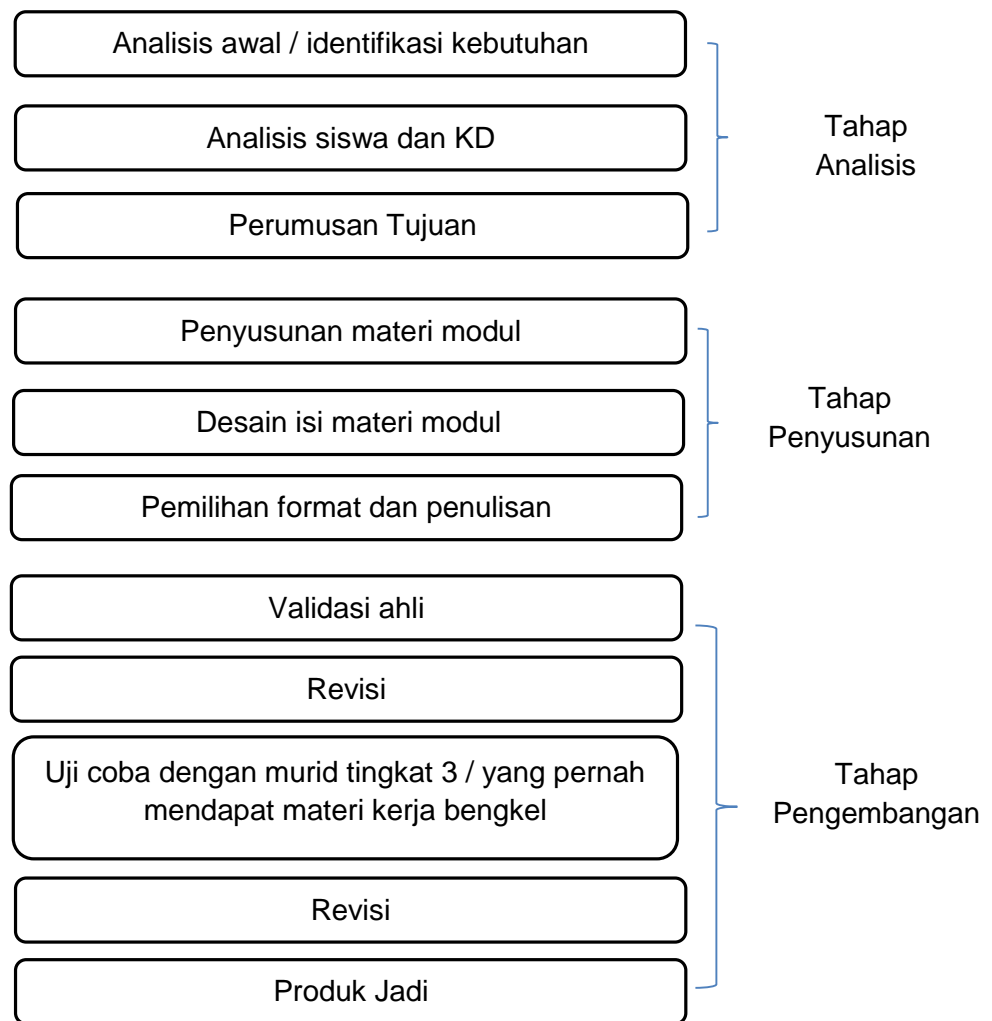 Analisis awal / identifikasi kebutuhan
Analisis siswa dan KD
Perumusan Tujuan
Tahap
Analisis
Penyusunan materi modul
Desain isi materi modul
Pemilihan format dan penulisan
Tahap
Penyusunan
Validasi ahli
Revisi
Uji coba dengan murid tingkat 3 / yang pernah
mendapat materi kerja bengkel
Revisi
Produk Jadi
Tahap
Pengembangan